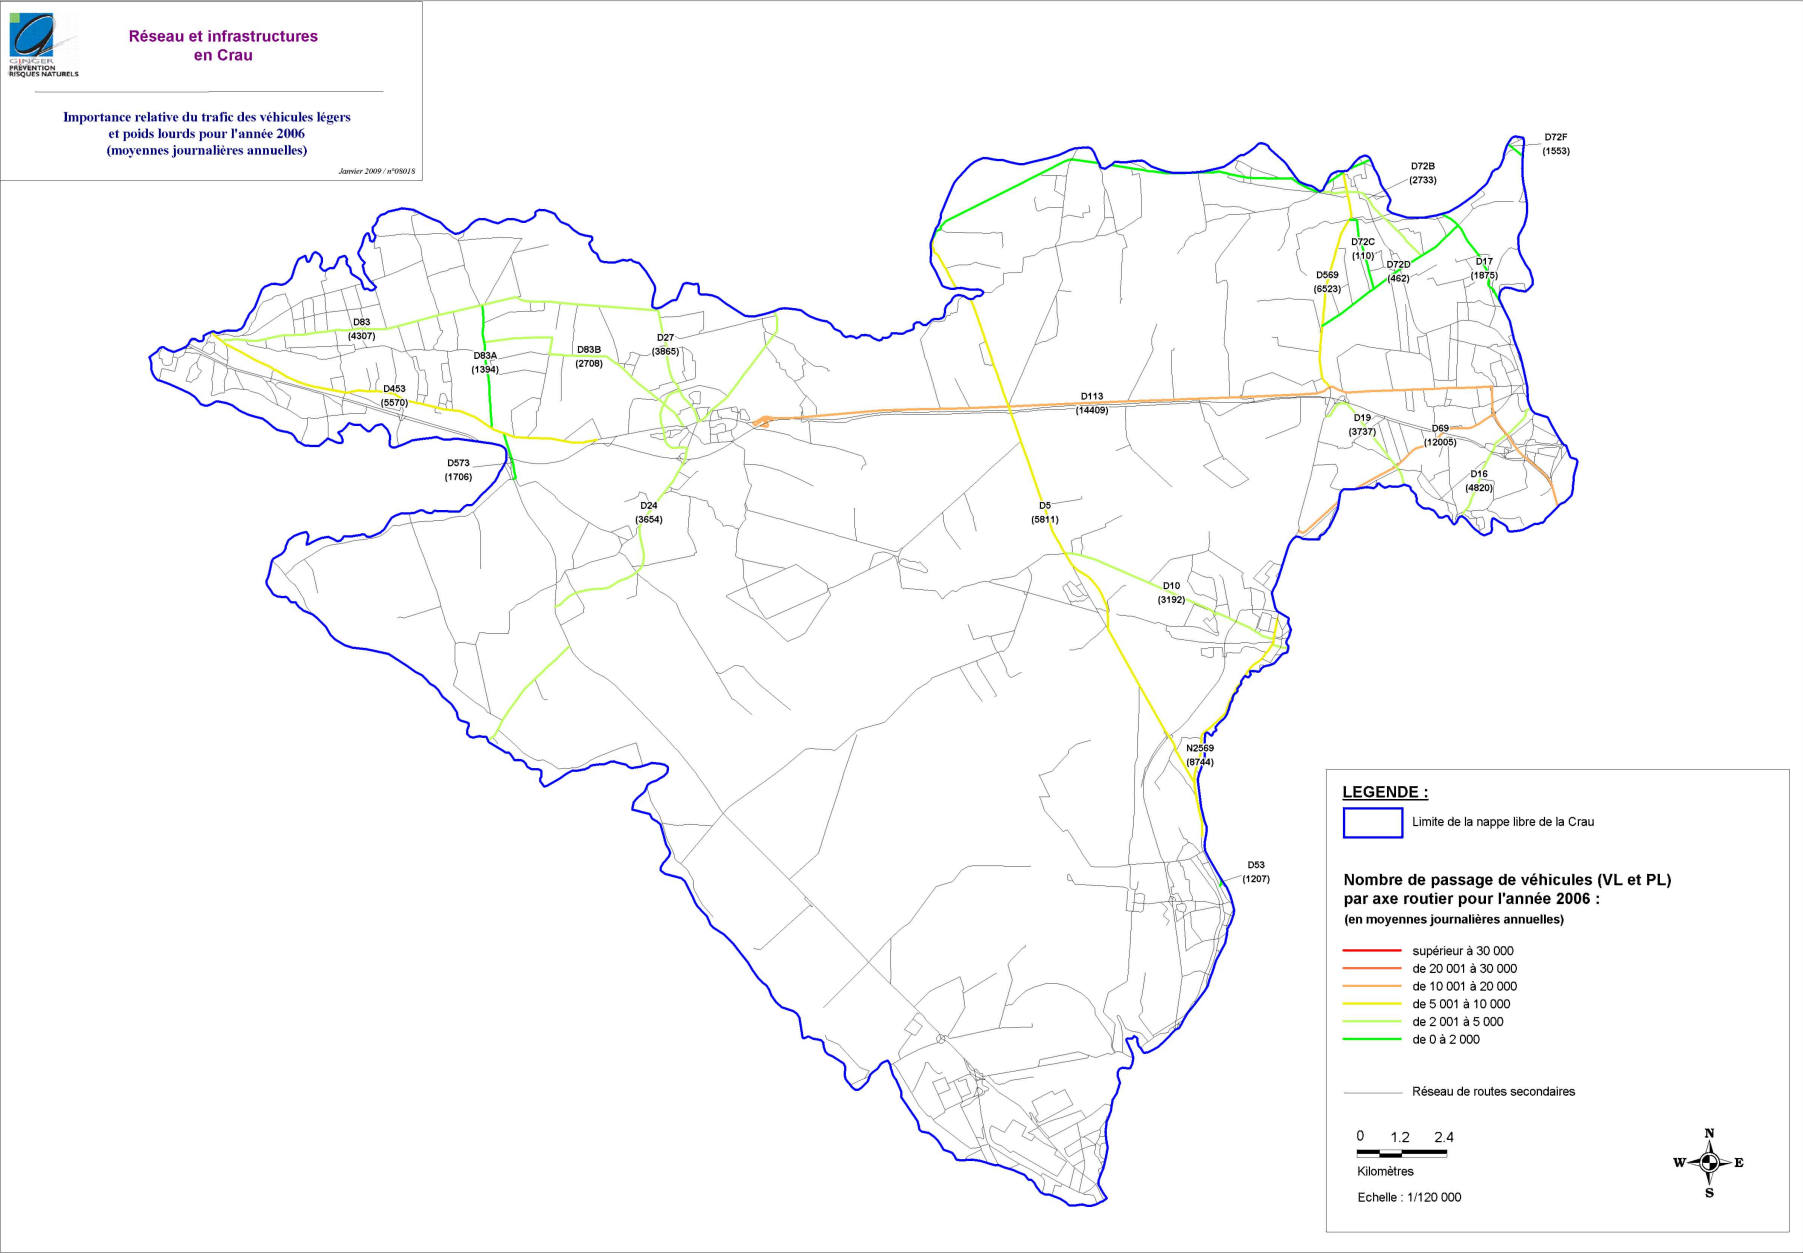 GINGER
PREVENTION
RISQUES NATURELS
Réseau et infrastructures
en Crau
Importance relative du trafic des véhicules légers
et poids lourds pour l'année 2006
(moyennes journalières annuelles)
Janvier 2009 / n°08018
D72F
(1553)
D72B
(2733)
D72C
(110)
D72D
(462)
D17
(1875)
D569
(6523)
D83
(4307)
D83A
(1394)
D83B
(2708)
D27
(3865)
D453
(5570)
D113
(14409)
D19
(3737)
D69
(12005)
D16
(4820)
D573
(1706)
D24
(3654)
D5
(5811)
D10
(3192)
N2569
(8744)
D53
(1207)
LEGENDE :
Limite de la nappe libre de la Crau
Nombre de passage de véhicules (VL et PL)
par axe routier pour l'année 2006 :
(en moyennes journalières annuelles)
supérieur à 30 000
de 20 001 à 30 000
de 10 001 à 20 000
de 5 001 à 10 000
de 2 001 à 5 000
de 0 à 2 000
Réseau de routes secondaires
0 1.2 2.4
Kilomètres
Echelle : 1/120 000
N
W E
S